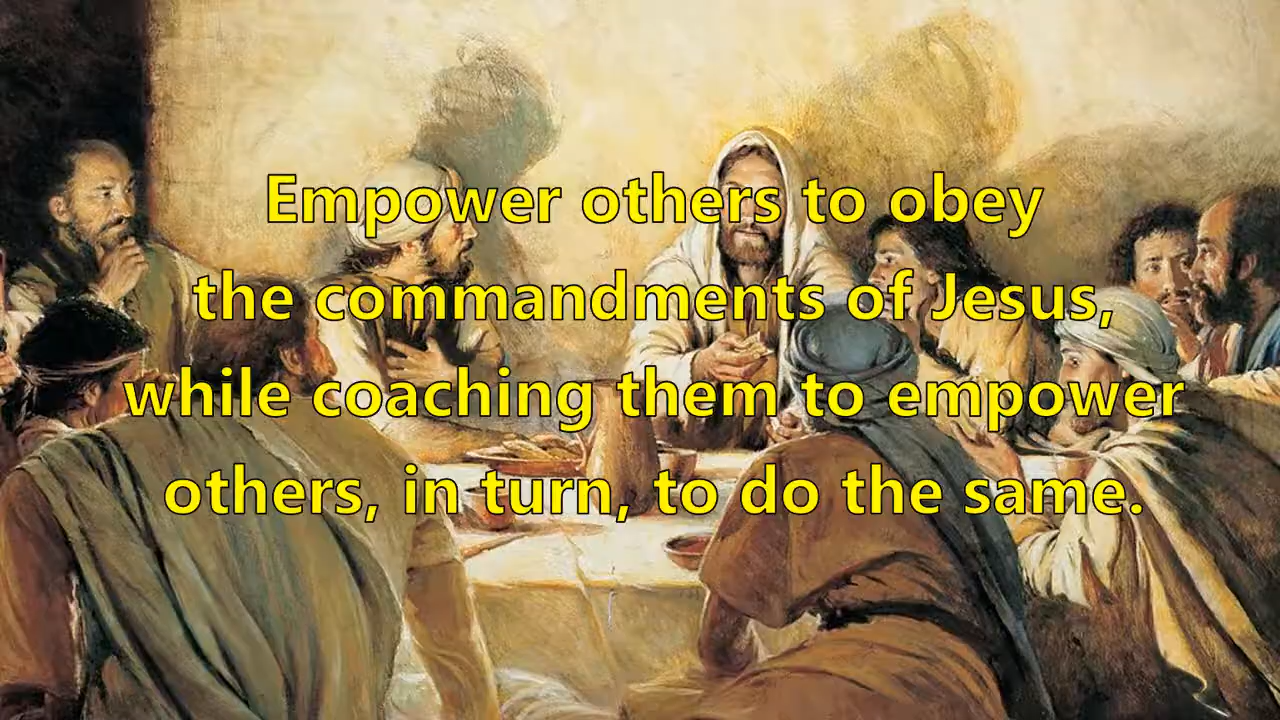 Empower others to obey
the commandments of Jesus,
while coaching them to empower
others, in turn, to do the same.